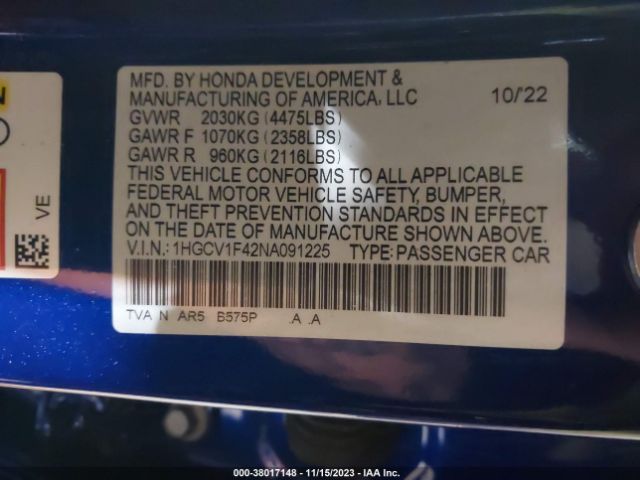 MFD. BY HONDA DEVELOPMENT &
MANUFACTURING OF AMERICA, LLC 10/'22
GVWR 2030KG (4475LBS)
GAWR F 1070KG (2358LBS)
GAWR R 960KG (2116LBS)
THIS VEHICLE CONFORMS TO ALL APPLICABLE
FEDERAL MOTOR VEHICLE SAFETY, BUMPER,
AND THEFT PREVENTION STANDARDS IN EFFECT
ON THE DATE OF MANUFACTURE SHOWN ABOVE.
V.I.N.: 1HGCV1F42NA091225 TYPE: PASSENGER CAR
TVA N AR5 B575P .A .A
VE
000-38017148 - 11/15/2023 - IAA Inc.